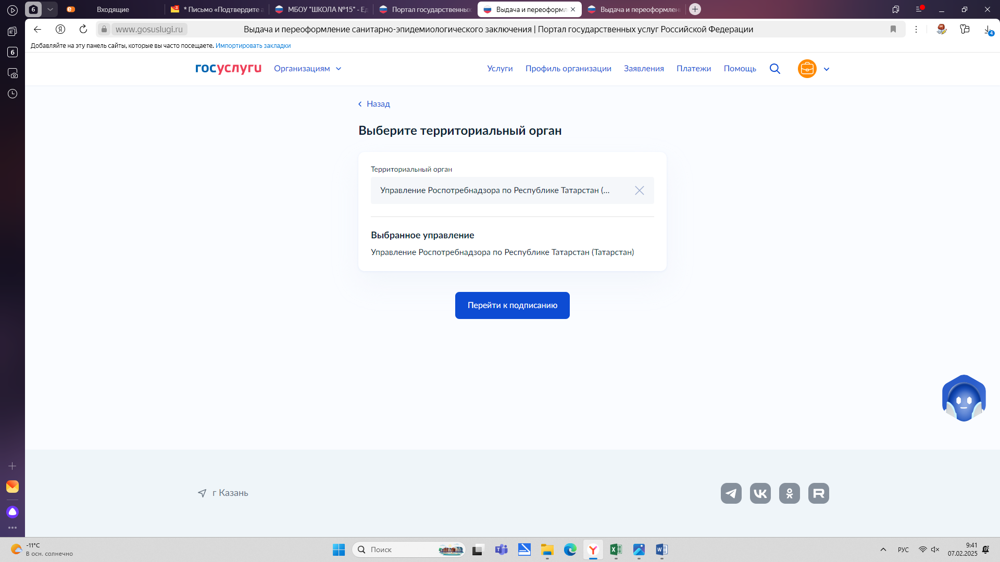 6
Входящие
* Письмо «Подтвердите а
МБОУ "ШКОЛА №15" - Ед
Портал государственных
Выдача и переоформл
Выдача и переоформлен
www.gosuslugi.ru
Выдача и переоформление санитарно-эпидемиологического заключения | Портал государственных услуг Российской Федерации
4
Добавляйте на эту панель сайты, которые вы часто посещаете. Импортировать закладки
6
госуслуги
Организациям
Услуги
Профиль организации
Заявления
Платежи
Помощь
Назад
Выберите территориальный орган
Территориальный орган
Управление Роспотребнадзора по Республике Татарстан (...
Выбранное управление
Управление Роспотребнадзора по Республике Татарстан (Татарстан)
Перейти к подписанию
г Казань
-11°C
В осн. солнечно
Поиск
РУС
9:41
07.02.2025